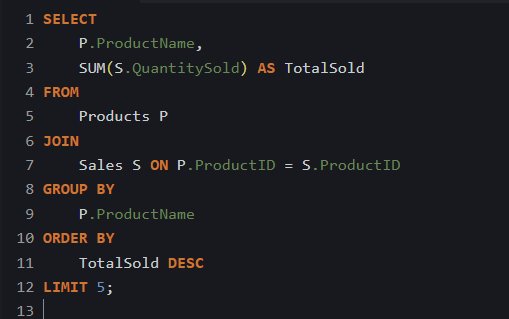 1 SELECT
2     P.ProductName,
3     SUM(S.QuantitySold) AS TotalSold
4 FROM
5     Products P
6 JOIN
7     Sales S ON P.ProductID = S.ProductID
8 GROUP BY
9     P.ProductName
10 ORDER BY
11     TotalSold DESC
12 LIMIT 5;
13